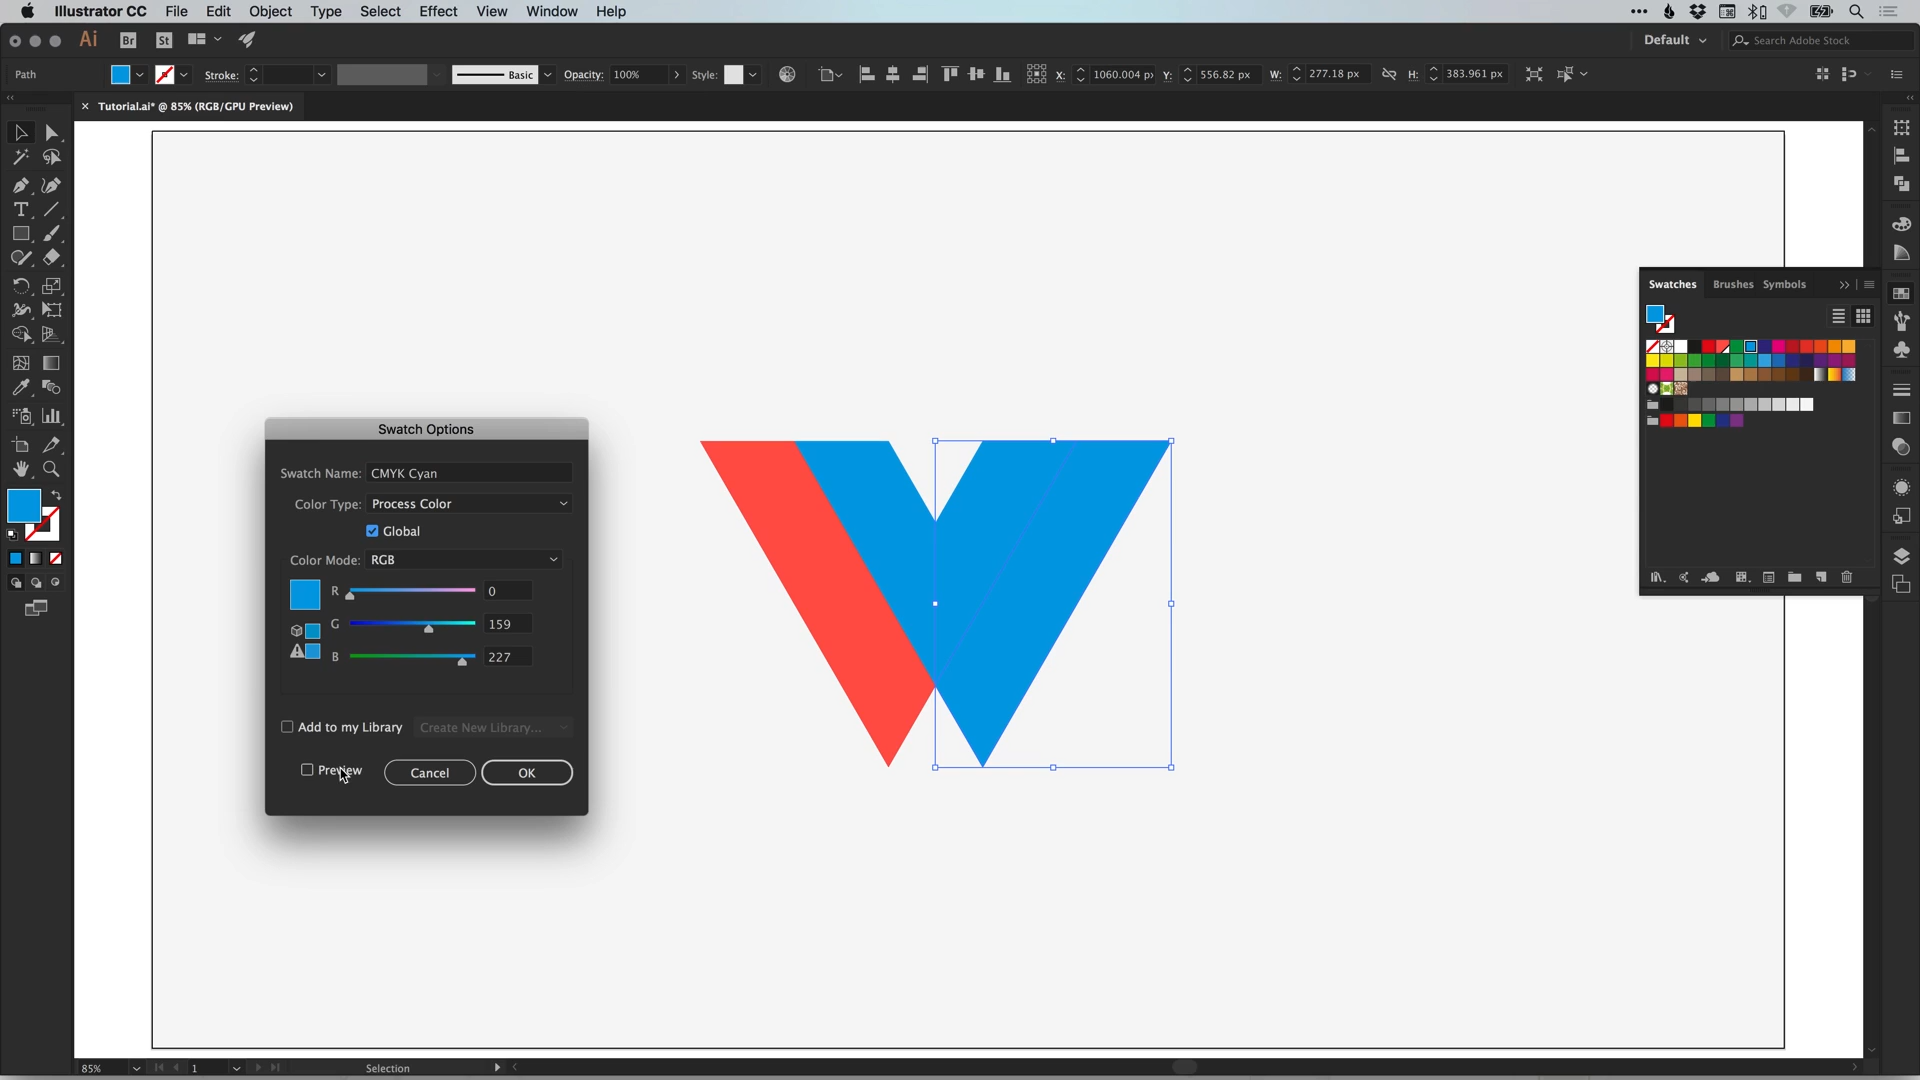 Illustrator CC File Edit Object Type Select Effect View Window Help
Ai Br St Default Search Adobe Stock
Path Stroke: Basic Opacity: 100% Style: X: 1060.004 px Y: 556.82 px W: 277.18 px H: 383.961 px
Tutorial.ai* @ 85% (RGB/GPU Preview)
Swatches Brushes Symbols
Swatch Options
Swatch Name: CMYK Cyan
Color Type: Process Color
Global
Color Mode: RGB
R 0
G 159
B 227
Add to my Library Create New Library...
Preview Cancel OK
85% 1 Selection